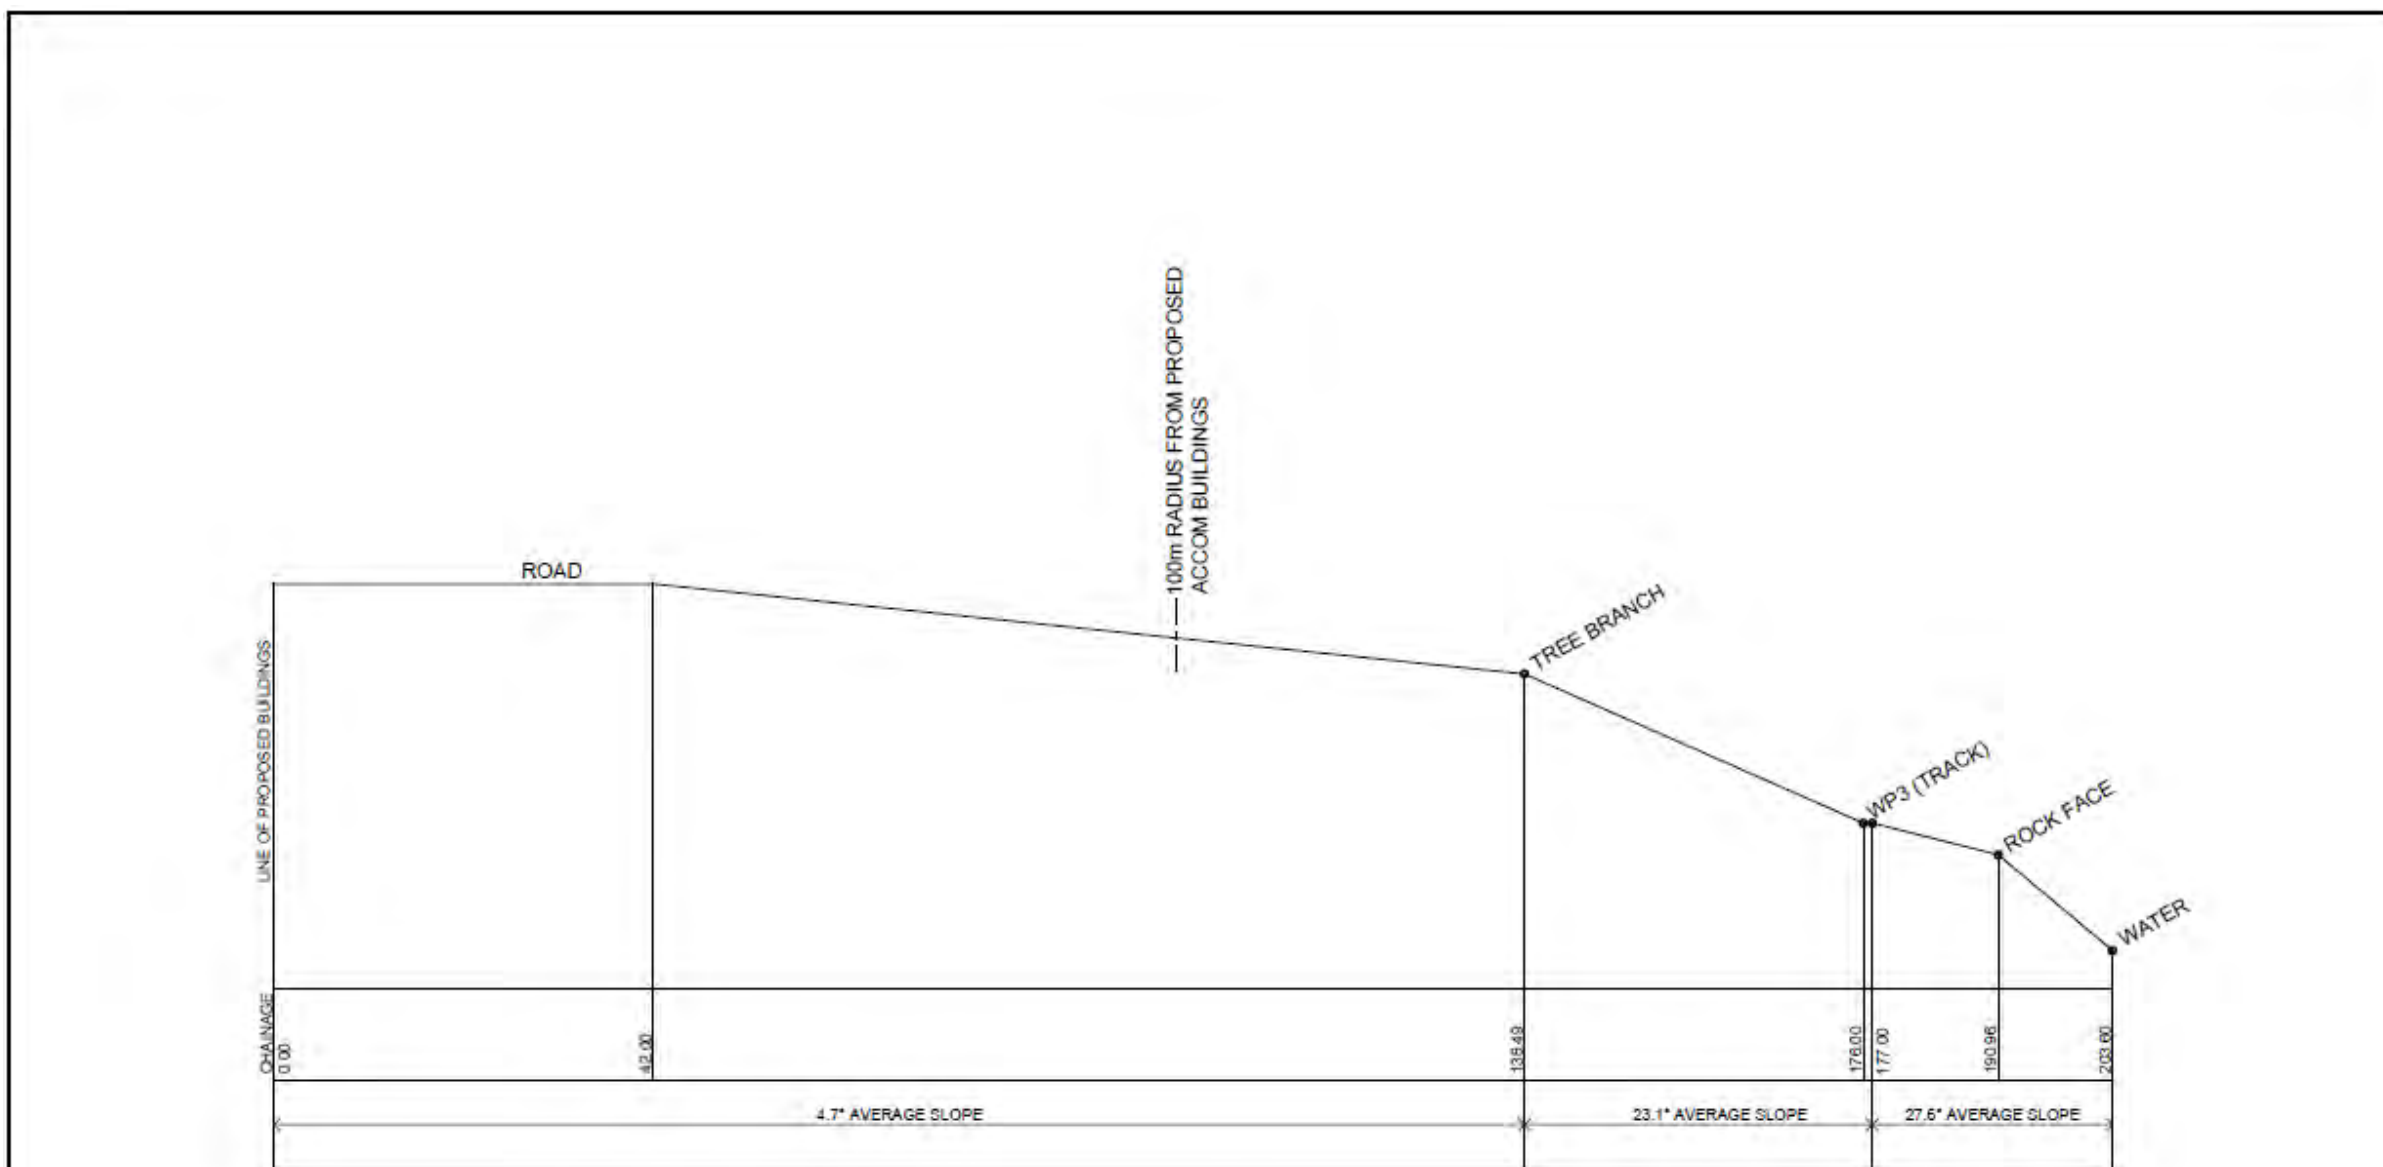 100m RADIUS FROM PROPOSED
ACCOM BUILDINGS
ROAD
TREE BRANCH
LINE OF PROPOSED BUILDINGS
WP3 (TRACK)
ROCK FACE
WATER
CHAINAGE
0.00
42.00
138.49
176.00
177.00
190.96
203.60
4.7° AVERAGE SLOPE
23.1° AVERAGE SLOPE
27.6° AVERAGE SLOPE